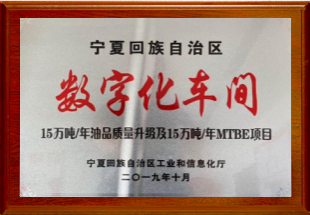 宁夏回族自治区
数字化车间
15万吨/年油品质量升级及15万吨/年MTBE项目
宁夏回族自治区工业和信息化厅
二〇一九年十月